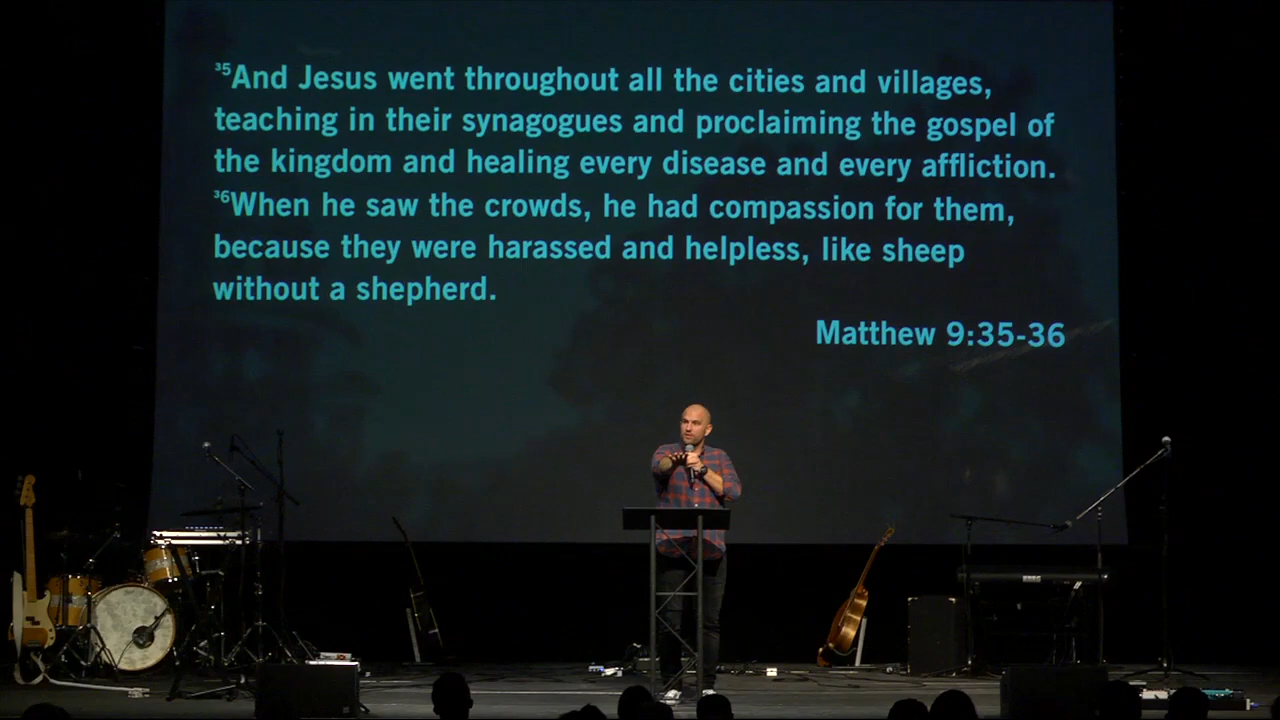 ³⁵And Jesus went throughout all the cities and villages,
teaching in their synagogues and proclaiming the gospel of
the kingdom and healing every disease and every affliction.
³⁶When he saw the crowds, he had compassion for them,
because they were harassed and helpless, like sheep
without a shepherd.
Matthew 9:35-36